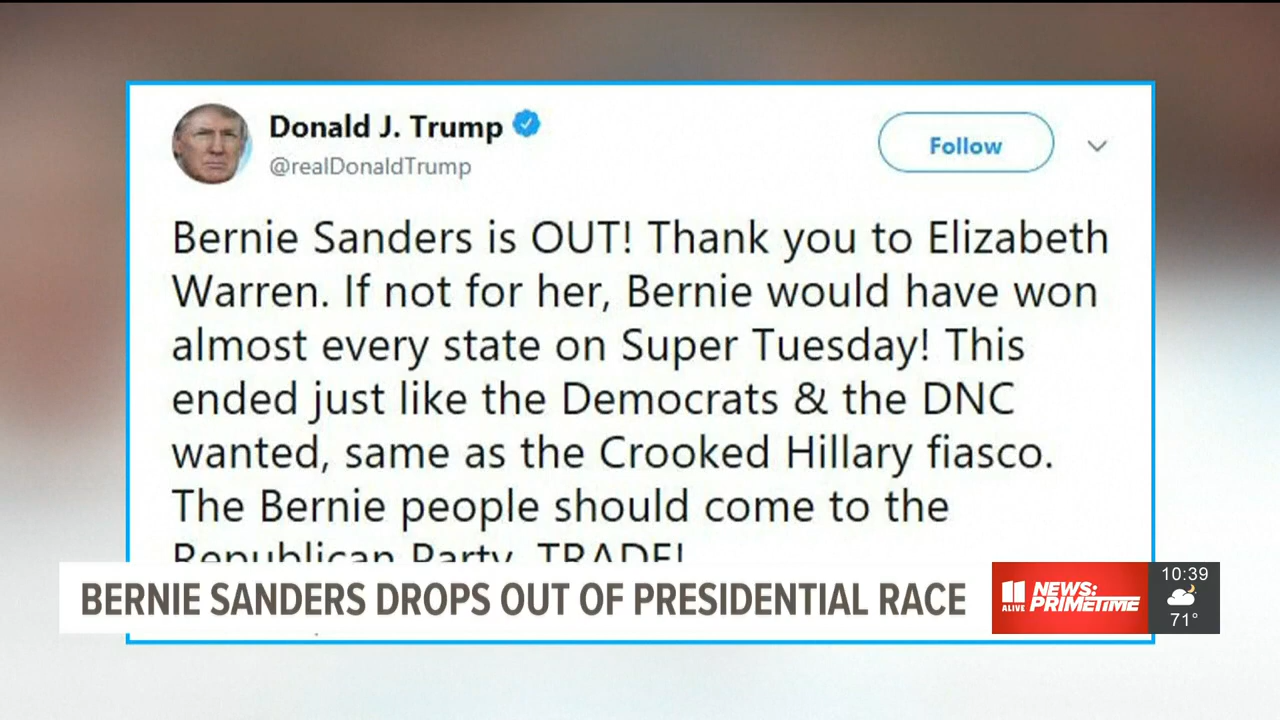 Donald J. Trump
@realDonaldTrump
Follow
Bernie Sanders is OUT! Thank you to Elizabeth
Warren. If not for her, Bernie would have won
almost every state on Super Tuesday! This
ended just like the Democrats & the DNC
wanted, same as the Crooked Hillary fiasco.
The Bernie people should come to the
Republican Party, TRADE!
BERNIE SANDERS DROPS OUT OF PRESIDENTIAL RACE
11 ALIVE NEWS: PRIMETIME
10:39
71°